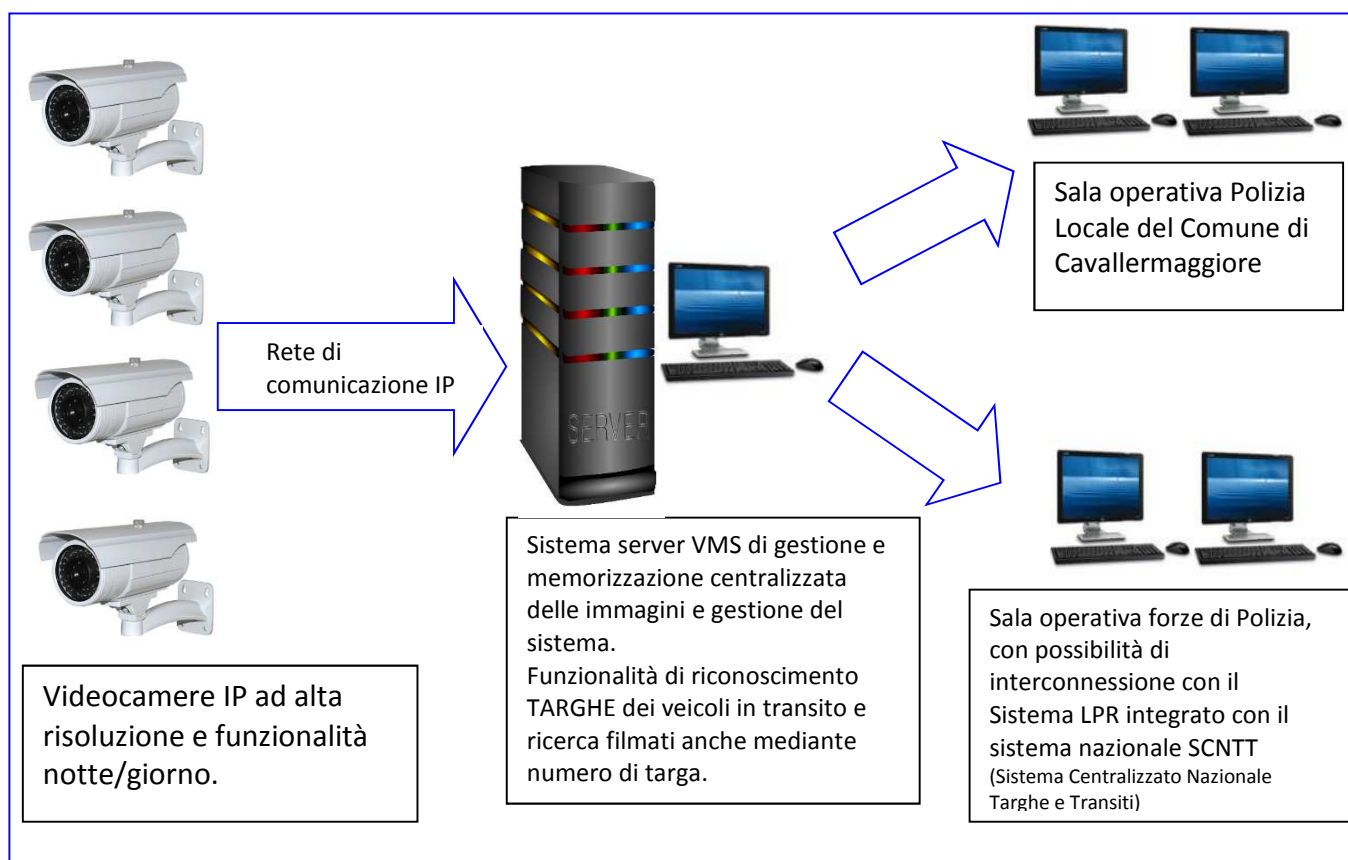 Rete di
comunicazione IP
SERVER
Sala operativa Polizia
Locale del Comune di
Cavallermaggiore
Videocamere IP ad alta
risoluzione e funzionalità
notte/giorno.
Sistema server VMS di gestione e
memorizzazione centralizzata
delle immagini e gestione del
sistema.
Funzionalità di riconoscimento
TARGHE dei veicoli in transito e
ricerca filmati anche mediante
numero di targa.
Sala operativa forze di Polizia,
con possibilità di
interconnessione con il
Sistema LPR integrato con il
sistema nazionale SCNTT
(Sistema Centralizzato Nazionale
Targhe e Transiti)